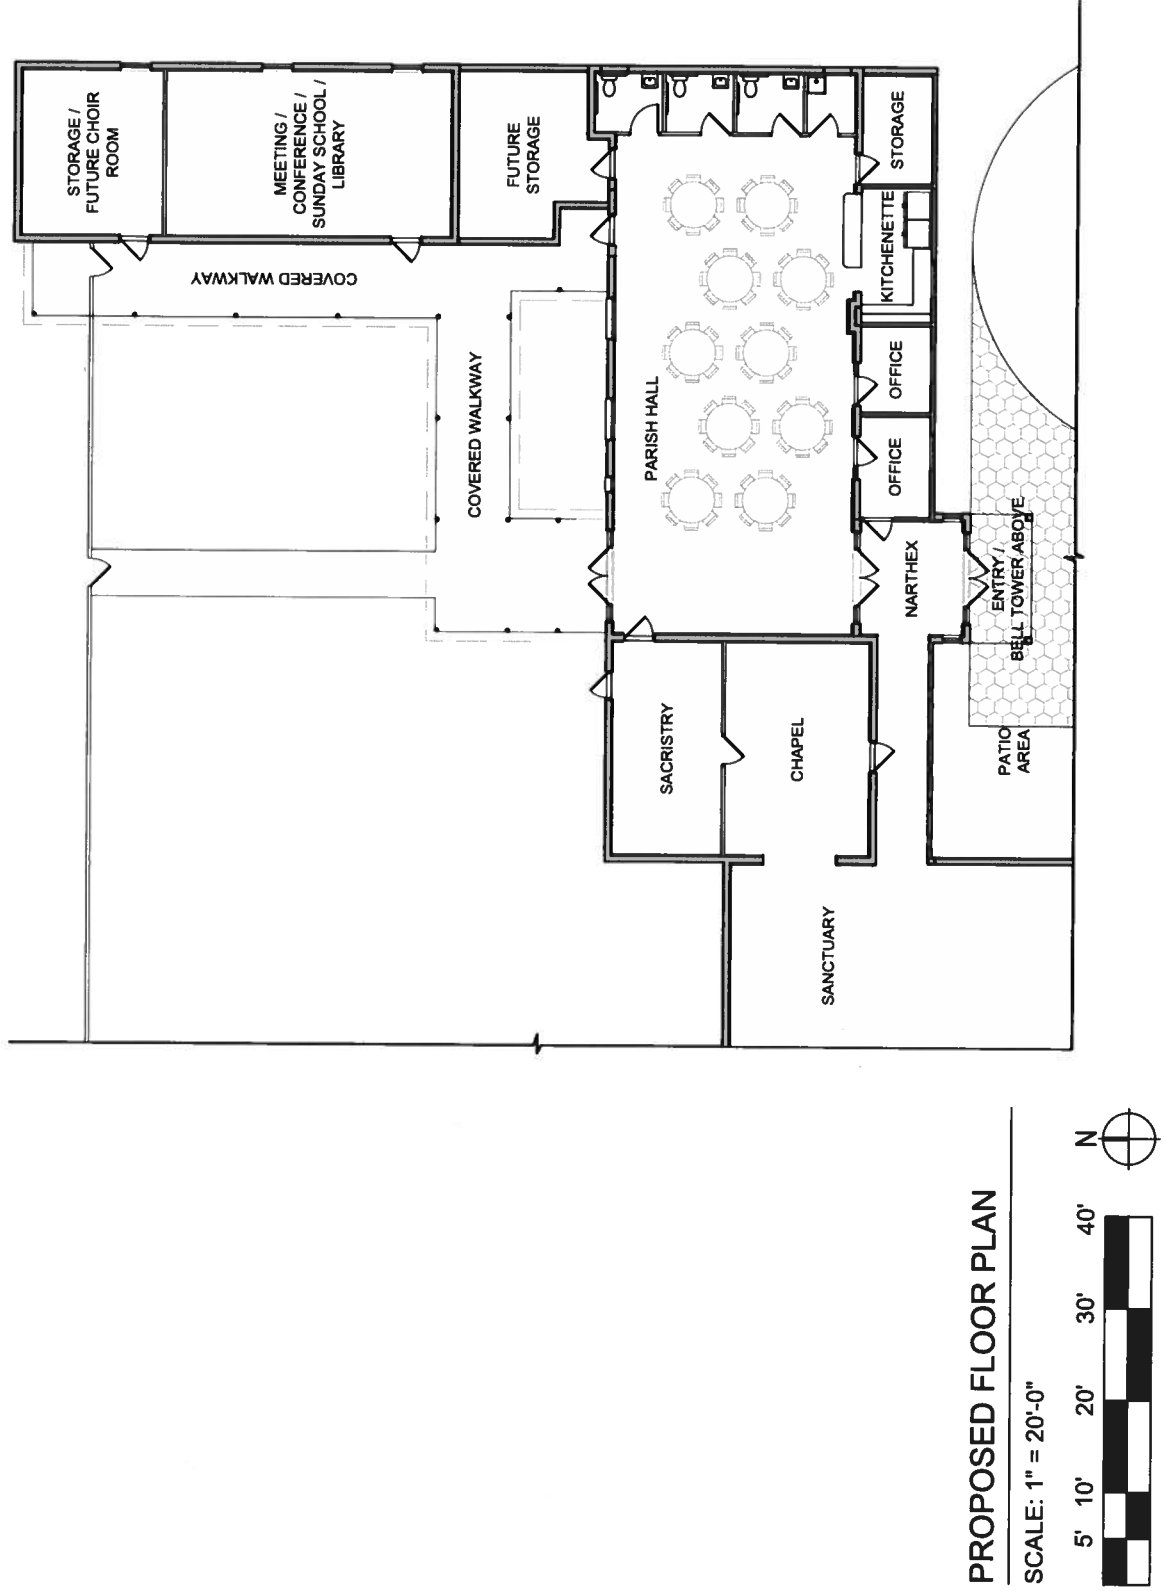 STORAGE /
FUTURE CHOIR
ROOM
MEETING /
CONFERENCE /
SUNDAY SCHOOL /
LIBRARY
FUTURE
STORAGE
STORAGE
COVERED WALKWAY
COVERED WALKWAY
KITCHENETTE
PARISH HALL
OFFICE
OFFICE
NARTHEX
ENTRY /
BELL TOWER ABOVE
SACRISTRY
CHAPEL
PATIO
AREA
SANCTUARY
PROPOSED FLOOR PLAN
SCALE: 1" = 20'-0"
5' 10' 20' 30' 40'
N